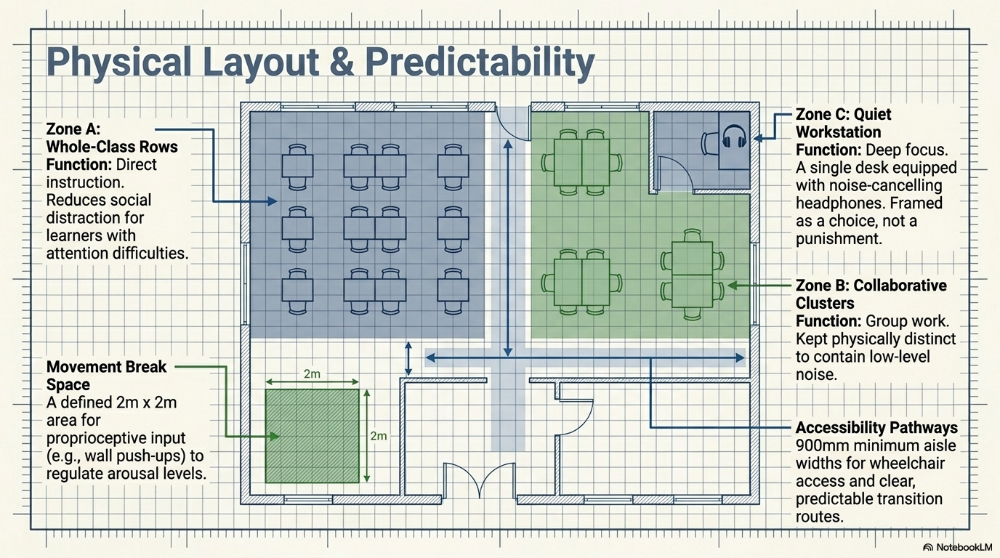 Physical Layout & Predictability
Zone A:
Whole-Class Rows
Function: Direct
instruction.
Reduces social
distraction for
learners with
attention difficulties.
Movement Break
Space
A defined 2m x 2m
area for
proprioceptive input
(e.g., wall push-ups) to
regulate arousal levels.
2m
2m
Zone C: Quiet
Workstation
Function: Deep focus.
A single desk equipped
with noise-cancelling
headphones. Framed
as a choice, not a
punishment.
Zone B: Collaborative
Clusters
Function: Group work.
Kept physically distinct
to contain low-level
noise.
Accessibility Pathways
900mm minimum aisle
widths for wheelchair
access and clear,
predictable transition
routes.
NotebookLM